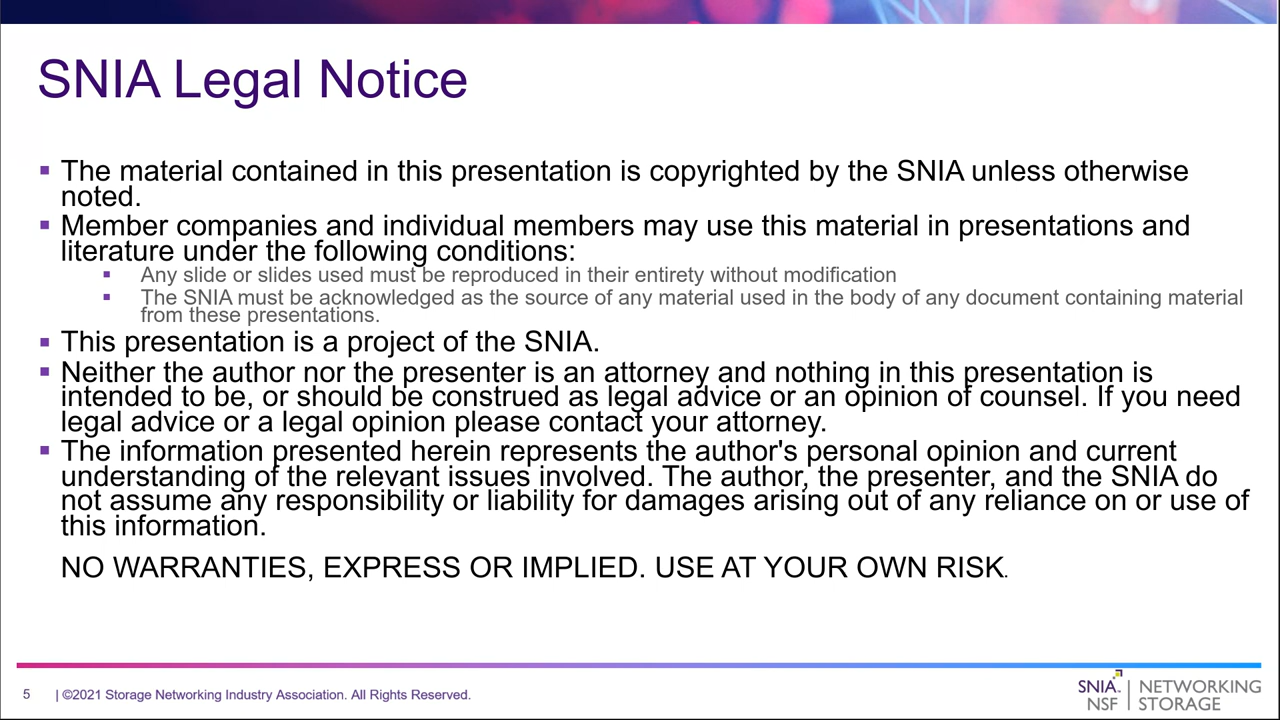 SNIA Legal Notice
The material contained in this presentation is copyrighted by the SNIA unless otherwise
noted.
Member companies and individual members may use this material in presentations and
literature under the following conditions:
Any slide or slides used must be reproduced in their entirety without modification
The SNIA must be acknowledged as the source of any material used in the body of any document containing material
from these presentations.
This presentation is a project of the SNIA.
Neither the author nor the presenter is an attorney and nothing in this presentation is
intended to be, or should be construed as legal advice or an opinion of counsel. If you need
legal advice or a legal opinion please contact your attorney.
The information presented herein represents the author's personal opinion and current
understanding of the relevant issues involved. The author, the presenter, and the SNIA do
not assume any responsibility or liability for damages arising out of any reliance on or use of
this information.
NO WARRANTIES, EXPRESS OR IMPLIED. USE AT YOUR OWN RISK.
5 | ©2021 Storage Networking Industry Association. All Rights Reserved.
SNIA. | NETWORKING
NSF | STORAGE